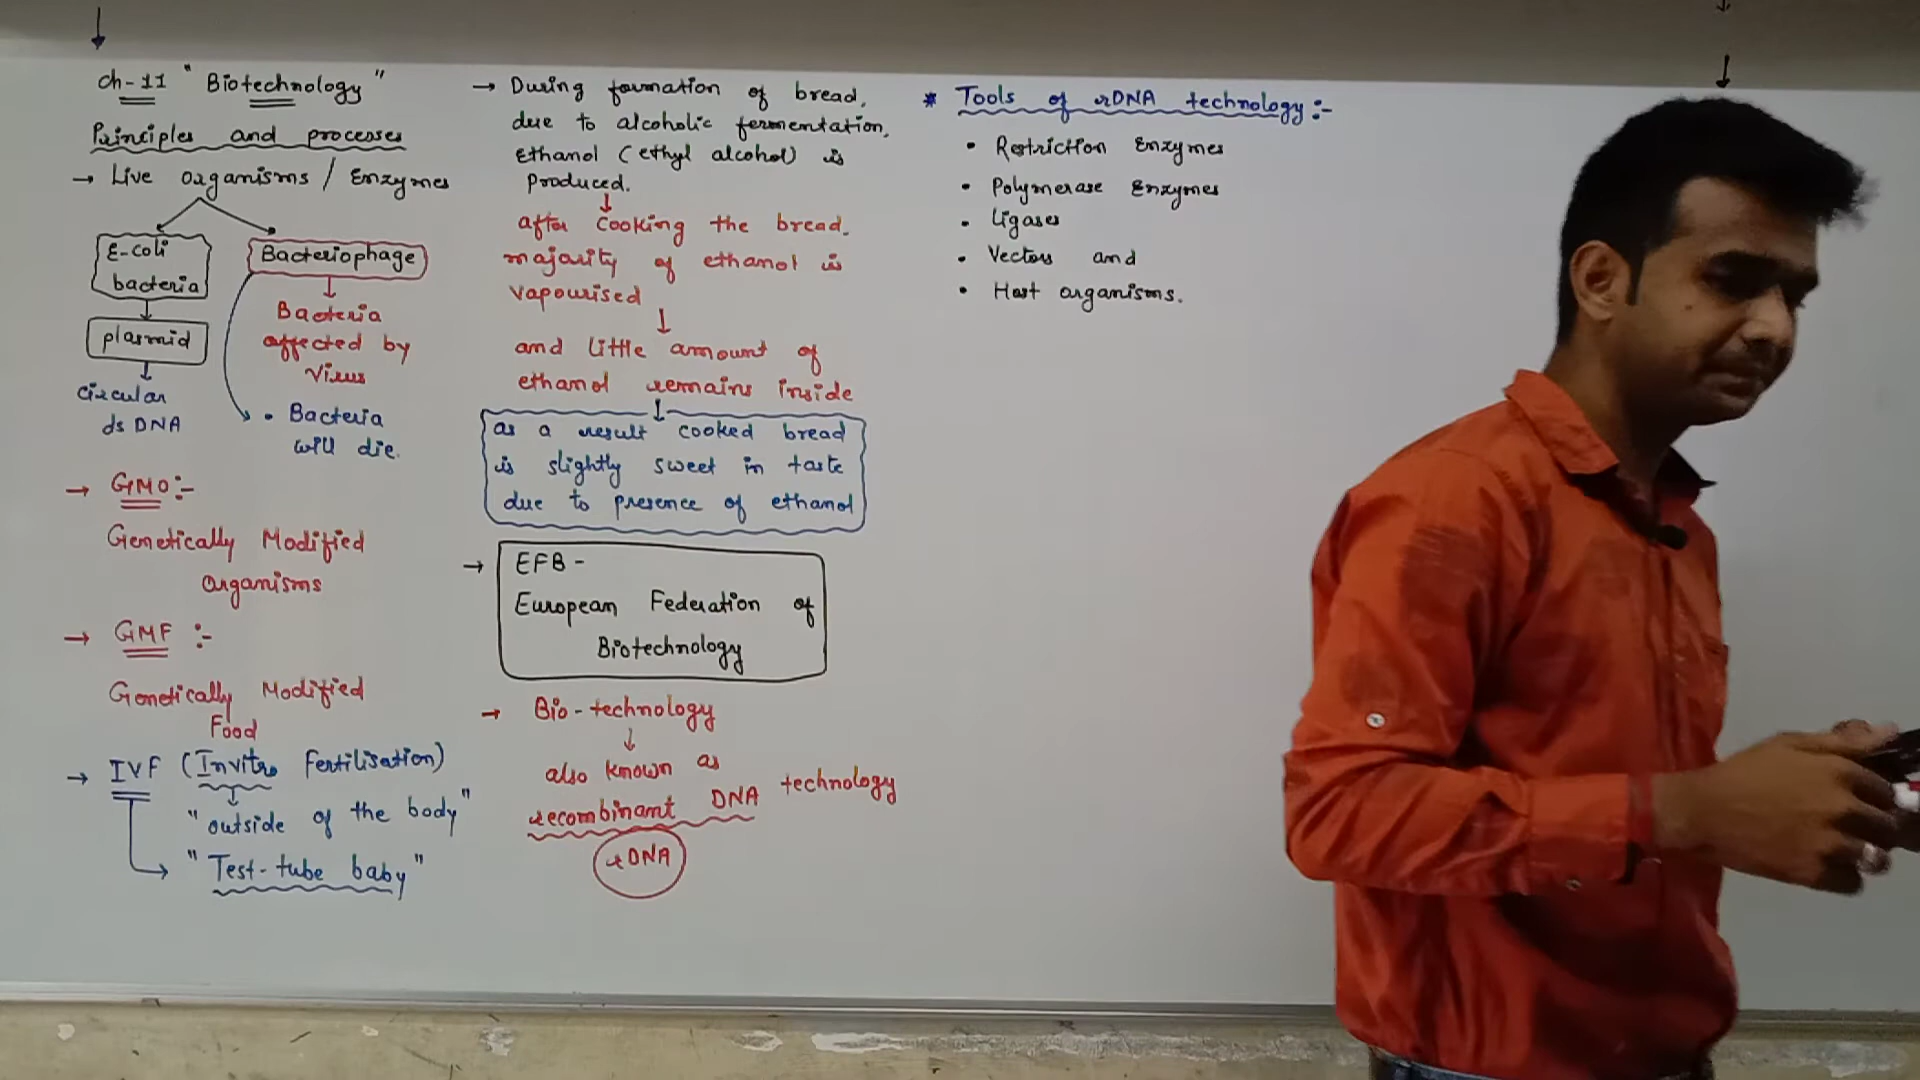 ch-11 "Biotechnology"
Principles and processes
→ Live organisms / Enzymes
E-coli
bacteria
plasmid
Circular
ds DNA
Bacteriophage
Bacteria
affected by
Virus
• Bacteria
will die.
→ GMO:-
Genetically Modified
Organisms
→ GMF :-
Genetically Modified
Food
→ IVF (Invitro Fertilisation)
"outside of the body"
"Test-tube baby"
→ During formation of bread,
due to alcoholic fermentation,
Ethanol (ethyl alcohol) is
produced.
after cooking the bread,
majority of ethanol is
vapourised
and little amount of
ethanol remains inside
as a result cooked bread
is slightly sweet in taste
due to presence of ethanol
→ EFB -
European Federation of
Biotechnology
→ Bio-technology
also known as
recombinant DNA technology
rDNA
* Tools of rDNA technology:-
• Restriction Enzymes
• Polymerase Enzymes
• Ligases
• Vectors and
• Host organisms.